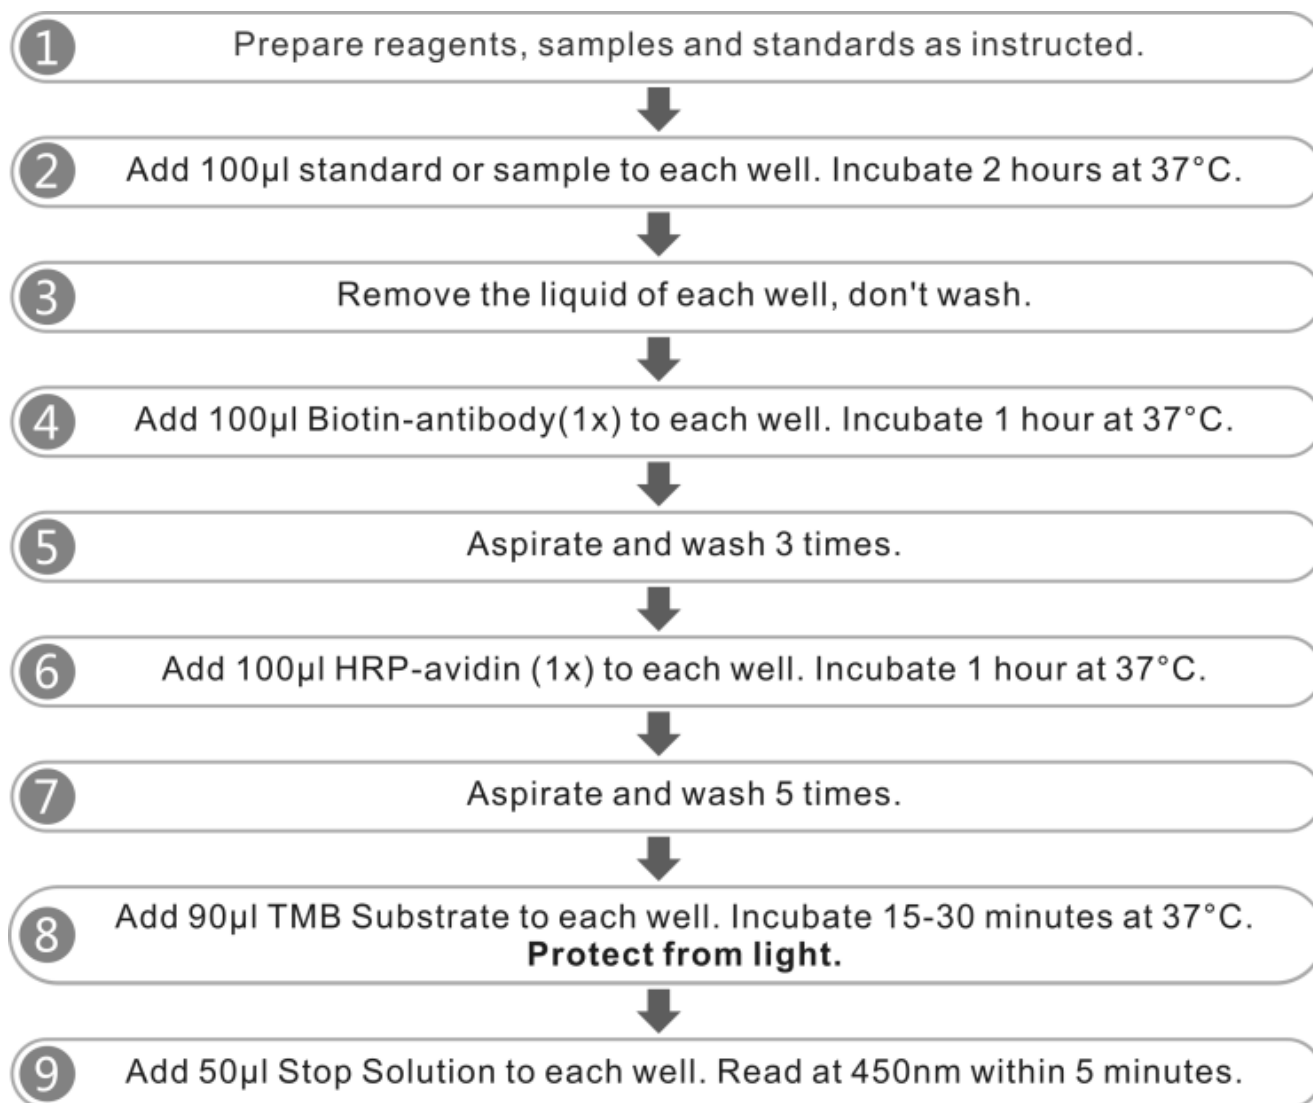 1 Prepare reagents, samples and standards as instructed.
2 Add 100µl standard or sample to each well. Incubate 2 hours at 37°C.
3 Remove the liquid of each well, don't wash.
4 Add 100µl Biotin-antibody(1x) to each well. Incubate 1 hour at 37°C.
5 Aspirate and wash 3 times.
6 Add 100µl HRP-avidin (1x) to each well. Incubate 1 hour at 37°C.
7 Aspirate and wash 5 times.
8 Add 90µl TMB Substrate to each well. Incubate 15-30 minutes at 37°C.
Protect from light.
9 Add 50µl Stop Solution to each well. Read at 450nm within 5 minutes.